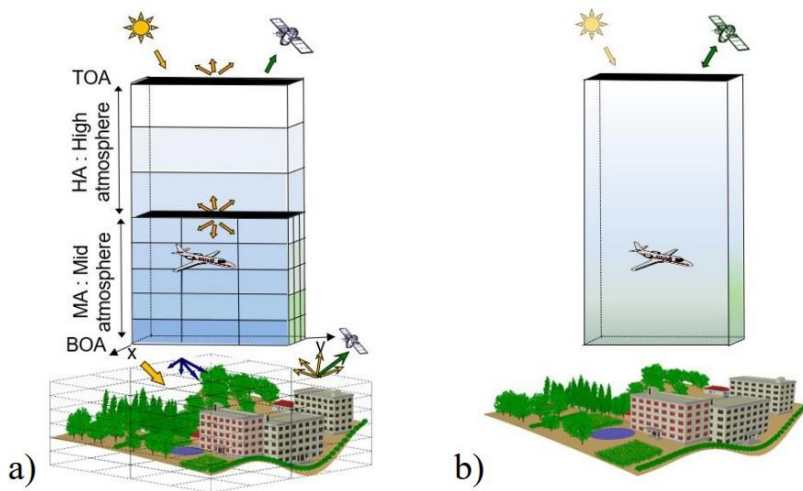 TOA
HA : High
atmosphere
MA : Mid
atmosphere
BOA
x
y
a)
b)